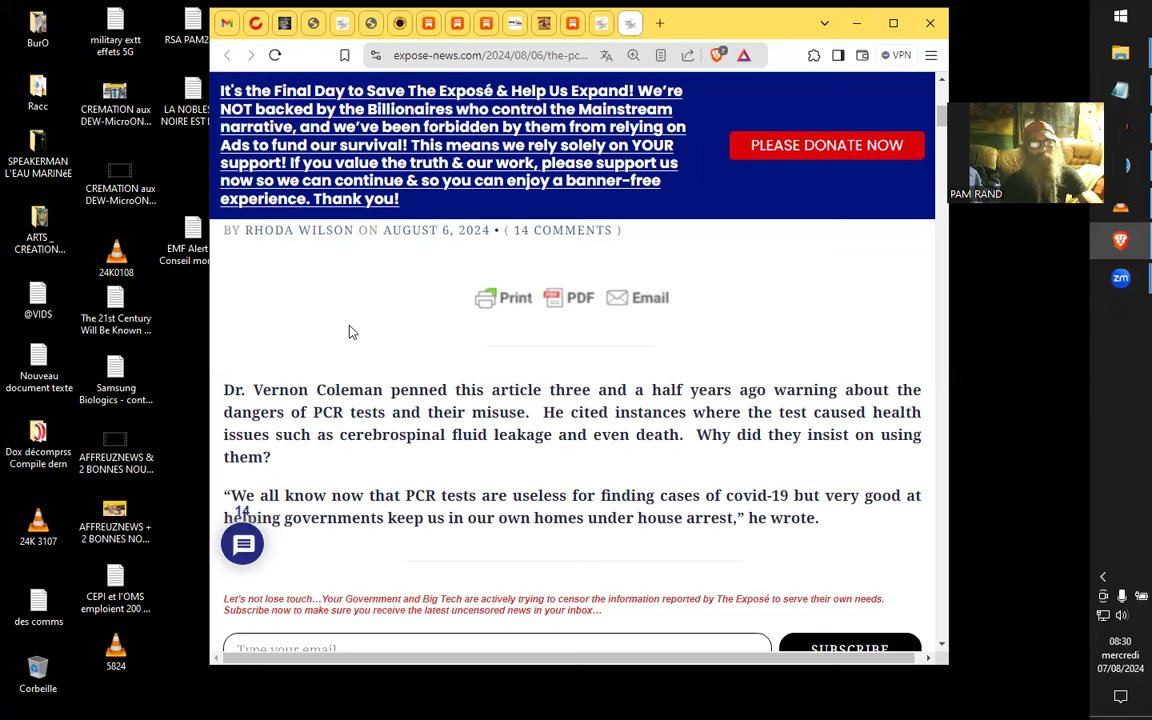 BurO
military extt
effets 5G
RSA PAM2
Racc
CREMATION aux
DEW-MicroON...
LA NOBLES
NOIRE EST I
SPEAKERMAN
L'EAU MARINéE
CREMATION aux
DEW-MicroON...
ARTS _
CREATION...
24K0108
EMF Alert
Conseil mor
@VIDS
The 21st Century
Will Be Known ...
Nouveau
document texte
Samsung
Biologics - cont...
Dox décomprss
Compile dern
AFFREUZNEWS &
2 BONNES NOU...
24K 3107
AFFREUZNEWS +
2 BONNES NO...
des comms
CEPI et l'OMS
emploient 200 ...
5824
Corbeille
expose-news.com/2024/08/06/the-pc...
VPN
It's the Final Day to Save The Exposé & Help Us Expand! We're
NOT backed by the Billionaires who control the Mainstream
narrative, and we've been forbidden by them from relying on
Ads to fund our survival! This means we rely solely on YOUR
support! If you value the truth & our work, please support us
now so we can continue & so you can enjoy a banner-free
experience. Thank you!
PLEASE DONATE NOW
BY RHODA WILSON ON AUGUST 6, 2024 • ( 14 COMMENTS )
Print PDF Email
Dr. Vernon Coleman penned this article three and a half years ago warning about the
dangers of PCR tests and their misuse. He cited instances where the test caused health
issues such as cerebrospinal fluid leakage and even death. Why did they insist on using
them?
“We all know now that PCR tests are useless for finding cases of covid-19 but very good at
helping governments keep us in our own homes under house arrest,” he wrote.
14
Let's not lose touch…Your Government and Big Tech are actively trying to censor the information reported by The Exposé to serve their own needs.
Subscribe now to make sure you receive the latest uncensored news in your inbox…
Type your email
SUBSCRIBE
PAM RAND
zm
08:30
mercredi
07/08/2024